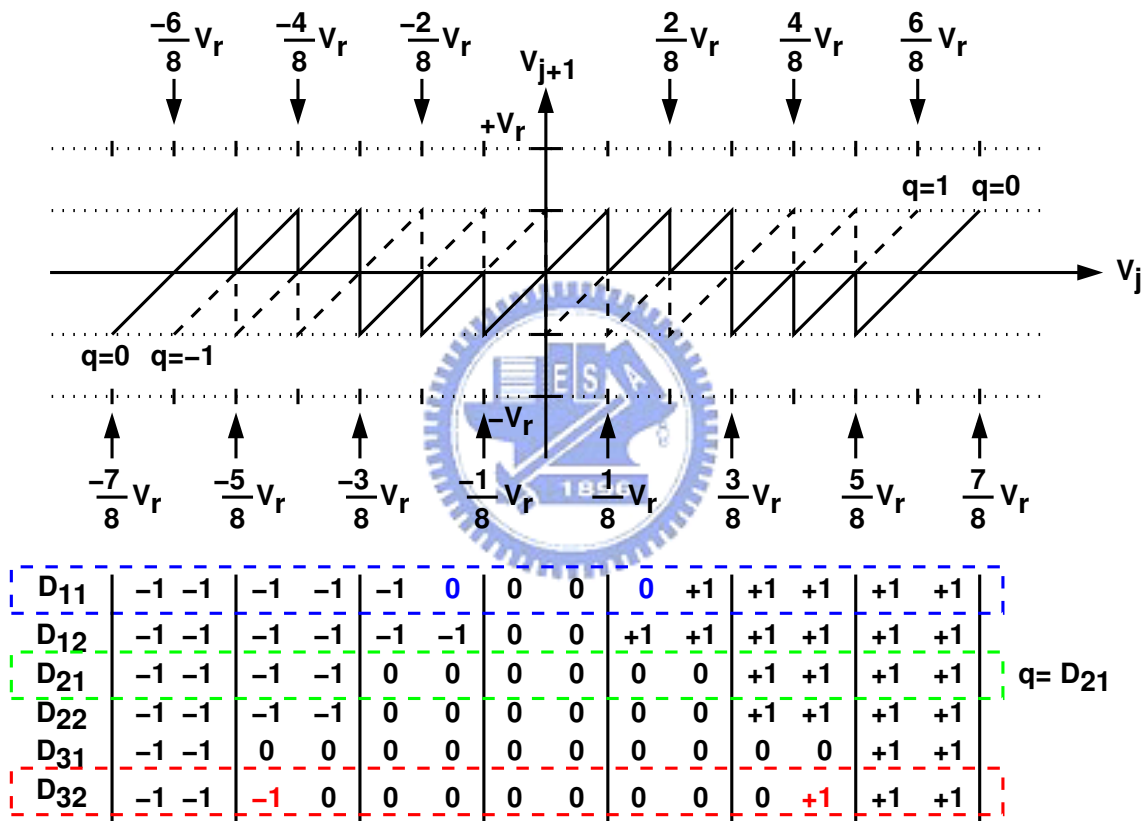 −6/8 Vr −4/8 Vr −2/8 Vr 2/8 Vr 4/8 Vr 6/8 Vr
Vj+1
+Vr
q=1 q=0
Vj
q=0 q=−1
E S A
−Vr
1896
−7/8 Vr −5/8 Vr −3/8 Vr −1/8 Vr 1/8 Vr 3/8 Vr 5/8 Vr 7/8 Vr
D11 −1 −1 −1 −1 −1 0 0 0 0 +1 +1 +1 +1 +1
D12 −1 −1 −1 −1 −1 −1 0 0 +1 +1 +1 +1 +1 +1
D21 −1 −1 −1 −1 0 0 0 0 0 0 +1 +1 +1 +1 q= D21
D22 −1 −1 −1 −1 0 0 0 0 0 0 +1 +1 +1 +1
D31 −1 −1 0 0 0 0 0 0 0 0 0 0 +1 +1
D32 −1 −1 −1 0 0 0 0 0 0 0 0 +1 +1 +1